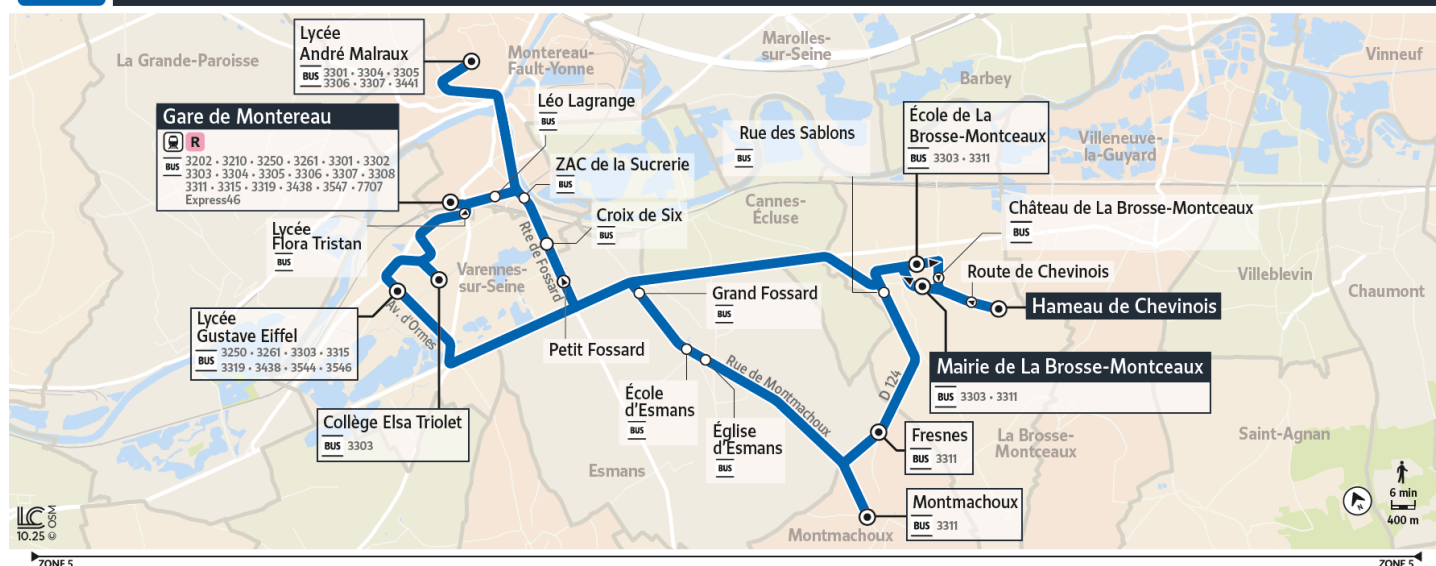 Lycée
André Malraux
BUS 3301 • 3304 • 3305
3306 • 3307 • 3441
La Grande-Paroisse
Montereau-
Fault-Yonne
Marolles-
sur-Seine
Barbey
Vinneuf
Gare de Montereau
R
BUS 3202 • 3210 • 3250 • 3261 • 3301 • 3302
3303 • 3304 • 3305 • 3306 • 3307 • 3308
3311 • 3315 • 3319 • 3438 • 3547 • 7707
Express46
Léo Lagrange
BUS
ZAC de la Sucrerie
BUS
Croix de Six
BUS
Rue des Sablons
BUS
École de La
Brosse-Montceaux
BUS 3303 • 3311
Villeneuve-
la-Guyard
Cannes-
Écluse
Château de La Brosse-Montceaux
BUS
Lycée
Flora Tristan
BUS
Rte de Fossard
Varennes-
sur-Seine
Route de Chevinois
Villeblevin
Chaumont
Hameau de Chevinois
Grand Fossard
BUS
Av. d'Ormes
Lycée
Gustave Eiffel
BUS 3250 • 3261 • 3303 • 3315
3319 • 3438 • 3544 • 3546
Petit Fossard
Mairie de La Brosse-Montceaux
BUS 3303 • 3311
Rue de Montmachoux
D 124
École
d'Esmans
BUS
Église
d'Esmans
BUS
Collège Elsa Triolet
BUS 3303
Fresnes
BUS 3311
La Brosse-
Montceaux
Saint-Agnan
Esmans
Montmachoux
BUS 3311
Montmachoux
N
6 min
400 m
LC
10.25 © OSM
ZONE 5
ZONE 5